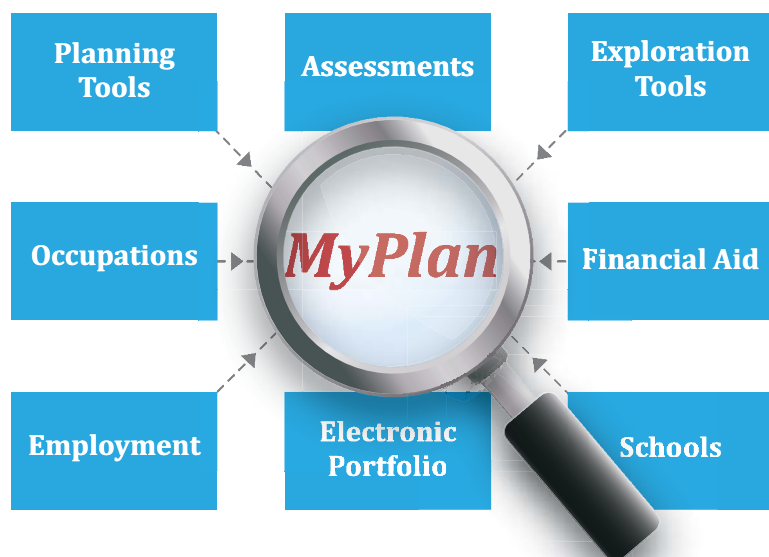 Planning
Tools
Assessments
Exploration
Tools
Occupations
MyPlan
Financial Aid
Employment
Electronic
Portfolio
Schools